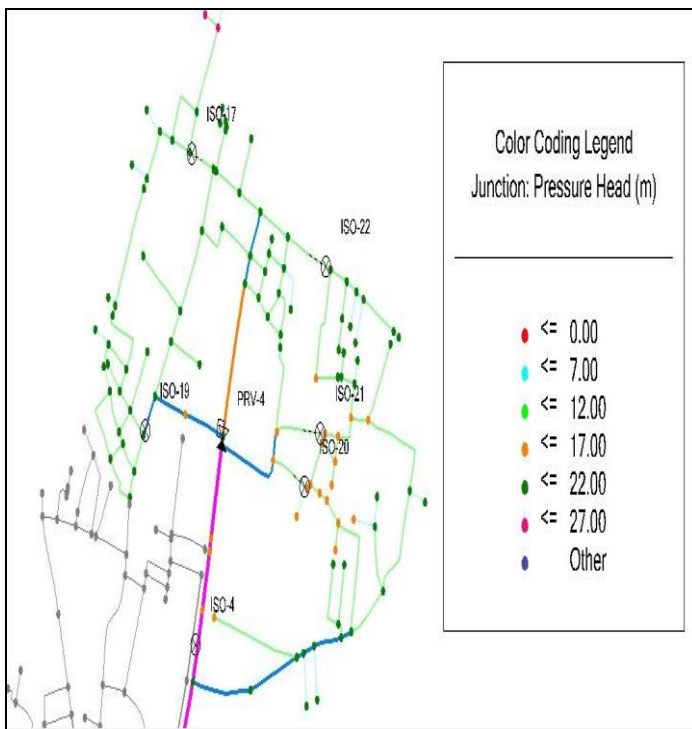 ISO-17
ISO-22
ISO-19
PRV-4
ISO-21
ISO-20
ISO-4
Color Coding Legend
Junction: Pressure Head (m)
<= 0.00
<= 7.00
<= 12.00
<= 17.00
<= 22.00
<= 27.00
Other